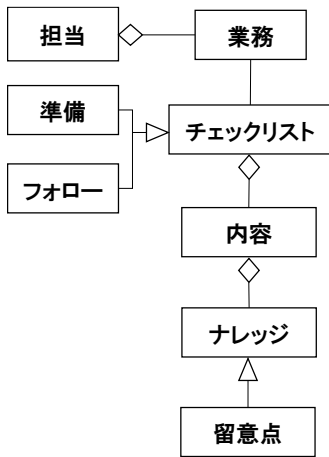 担当
業務
準備
チェックリスト
フォロー
内容
ナレッジ
留意点